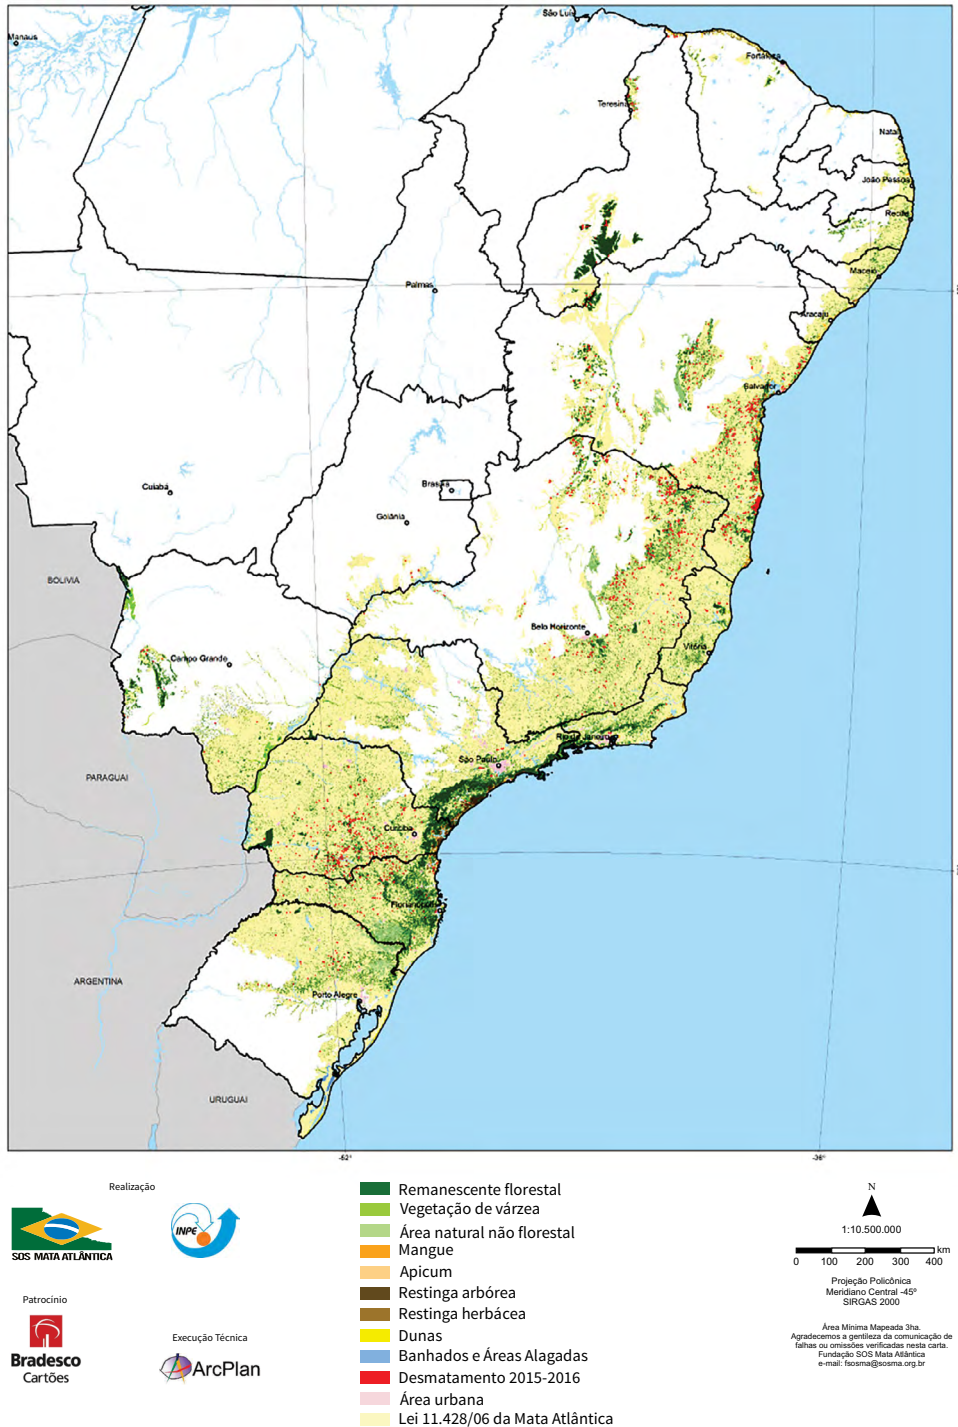 São Luís
Manaus
Fortaleza
Teresina
Natal
João Pessoa
Recife
Maceió
Palmas
Aracaju
Salvador
Cuiabá
Brasília
Goiânia
BOLIVIA
Belo Horizonte
Vitória
Campo Grande
Rio de Janeiro
São Paulo
PARAGUAI
Curitiba
Florianópolis
ARGENTINA
Porto Alegre
URUGUAI
-52°
-36°
Realização
SOS MATA ATLÂNTICA
INPE
Patrocínio
Bradesco
Cartões
Execução Técnica
ArcPlan
Remanescente florestal
Vegetação de várzea
Área natural não florestal
Mangue
Apicum
Restinga arbórea
Restinga herbácea
Dunas
Banhados e Áreas Alagadas
Desmatamento 2015-2016
Área urbana
Lei 11.428/06 da Mata Atlântica
N
1:10.500.000
km
0 100 200 300 400
Projeção Policônica
Meridiano Central -45º
SIRGAS 2000
Área Mínima Mapeada 3ha.
Agradecemos a gentileza da comunicação de
falhas ou omissões verificadas nesta carta.
Fundação SOS Mata Atlântica
e-mail: fsosma@sosma.org.br